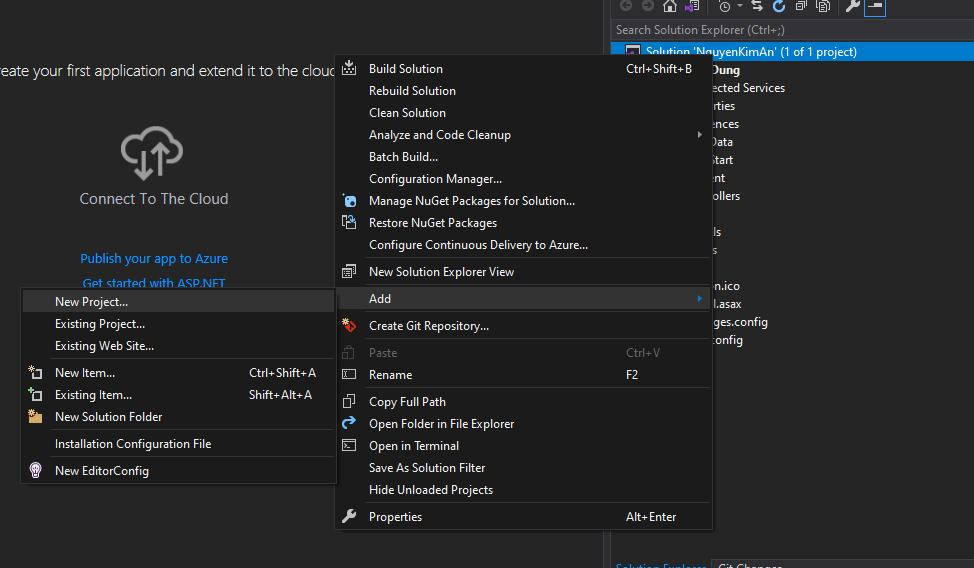 Search Solution Explorer (Ctrl+;)
Solution 'NguyenKimAn' (1 of 1 project)
Dung
ected Services
rties
ences
Data
Start
ent
ollers
ls
s
on.ico
l.asax
ges.config
config
eate your first application and extend it to the cloud
Connect To The Cloud
Publish your app to Azure
Get started with ASP.NET
Build Solution Ctrl+Shift+B
Rebuild Solution
Clean Solution
Analyze and Code Cleanup
Batch Build...
Configuration Manager...
Manage NuGet Packages for Solution...
Restore NuGet Packages
Configure Continuous Delivery to Azure...
New Solution Explorer View
Add
Create Git Repository...
Paste Ctrl+V
Rename F2
Copy Full Path
Open Folder in File Explorer
Open in Terminal
Save As Solution Filter
Hide Unloaded Projects
Properties Alt+Enter
New Project...
Existing Project...
Existing Web Site...
New Item... Ctrl+Shift+A
Existing Item... Shift+Alt+A
New Solution Folder
Installation Configuration File
New EditorConfig
Solution Explorer Git Changes